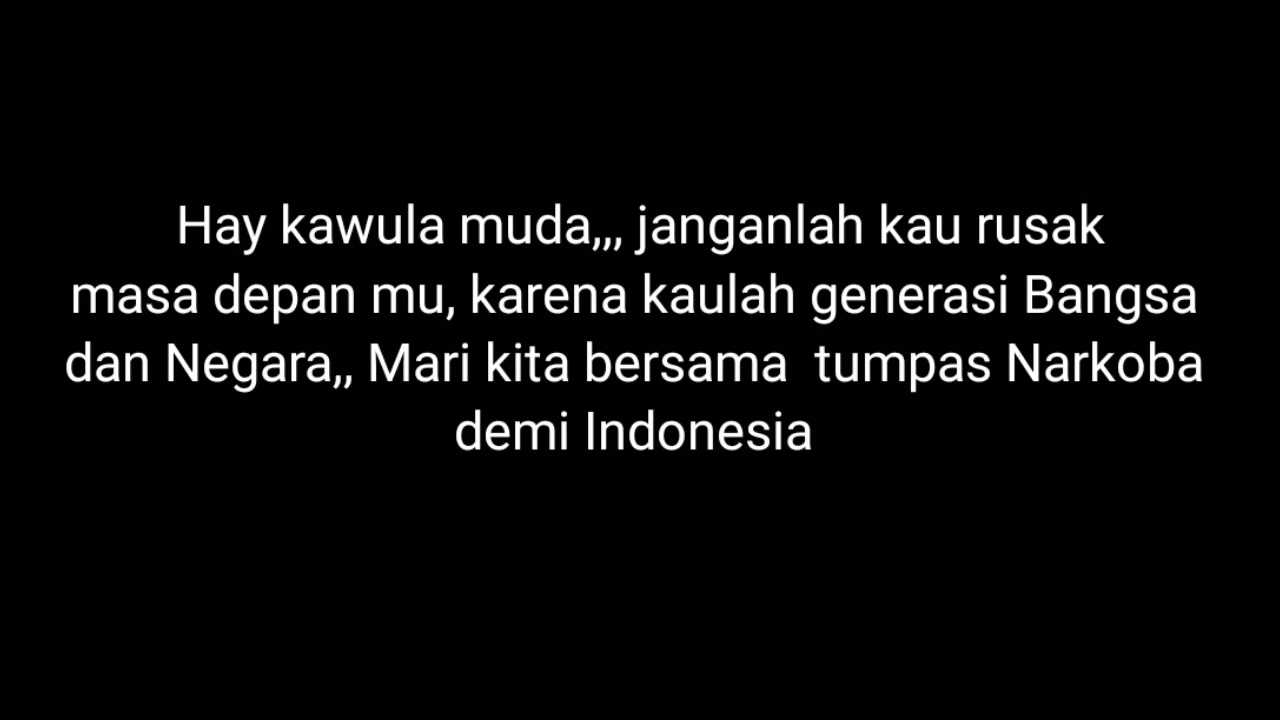 Hay kawula muda,,, janganlah kau rusak
masa depan mu, karena kaulah generasi Bangsa
dan Negara,, Mari kita bersama  tumpas Narkoba
demi Indonesia